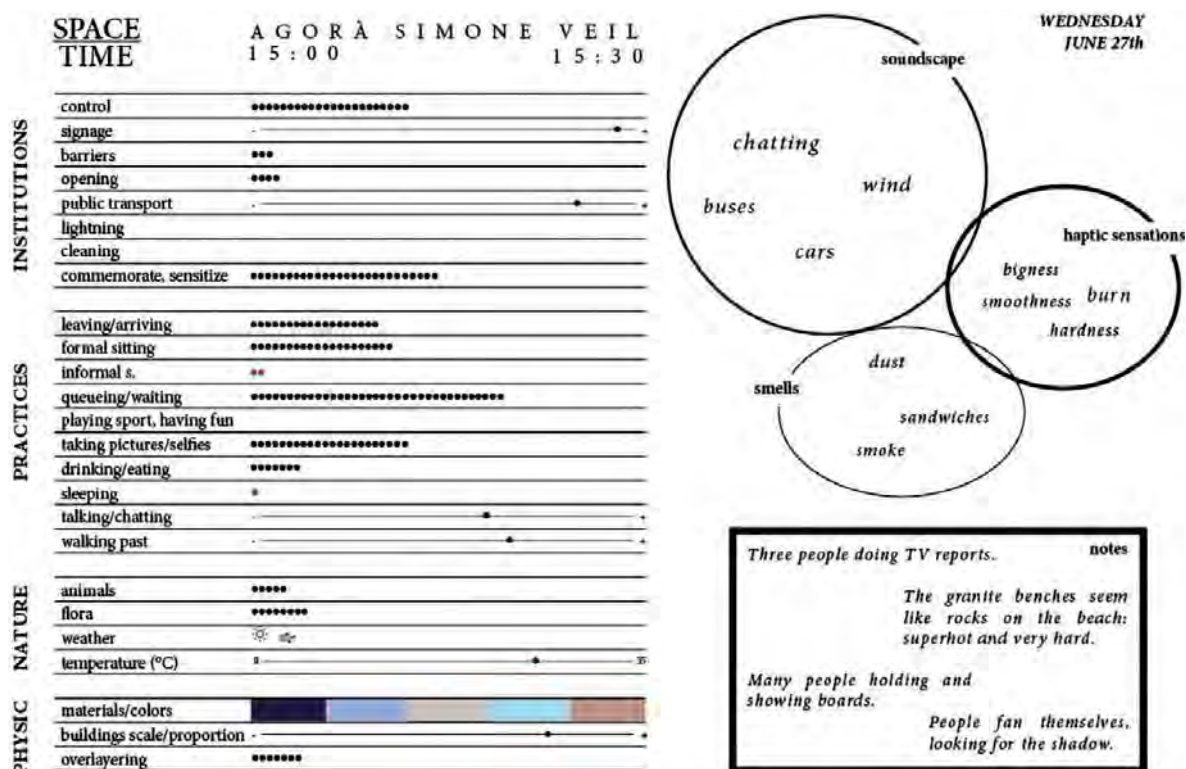 SPACE
TIME
AGORÀ SIMONE VEIL
15:00 15:30
INSTITUTIONS
control
signage
- +
barriers
opening
public transport
- +
lightning
cleaning
commemorate, sensitize
PRACTICES
leaving/arriving
formal sitting
informal s.
queueing/waiting
playing sport, having fun
taking pictures/selfies
drinking/eating
sleeping
talking/chatting
- +
walking past
- +
NATURE
animals
flora
weather
temperature (°C)
35
PHYSIC
materials/colors
buildings scale/proportion
- +
overlayering
WEDNESDAY
JUNE 27th
soundscape
chatting
wind
buses
cars
haptic sensations
bigness
smoothness burn
hardness
smells
dust
sandwiches
smoke
notes
Three people doing TV reports.
The granite benches seem
like rocks on the beach:
superhot and very hard.
Many people holding and
showing boards.
People fan themselves,
looking for the shadow.